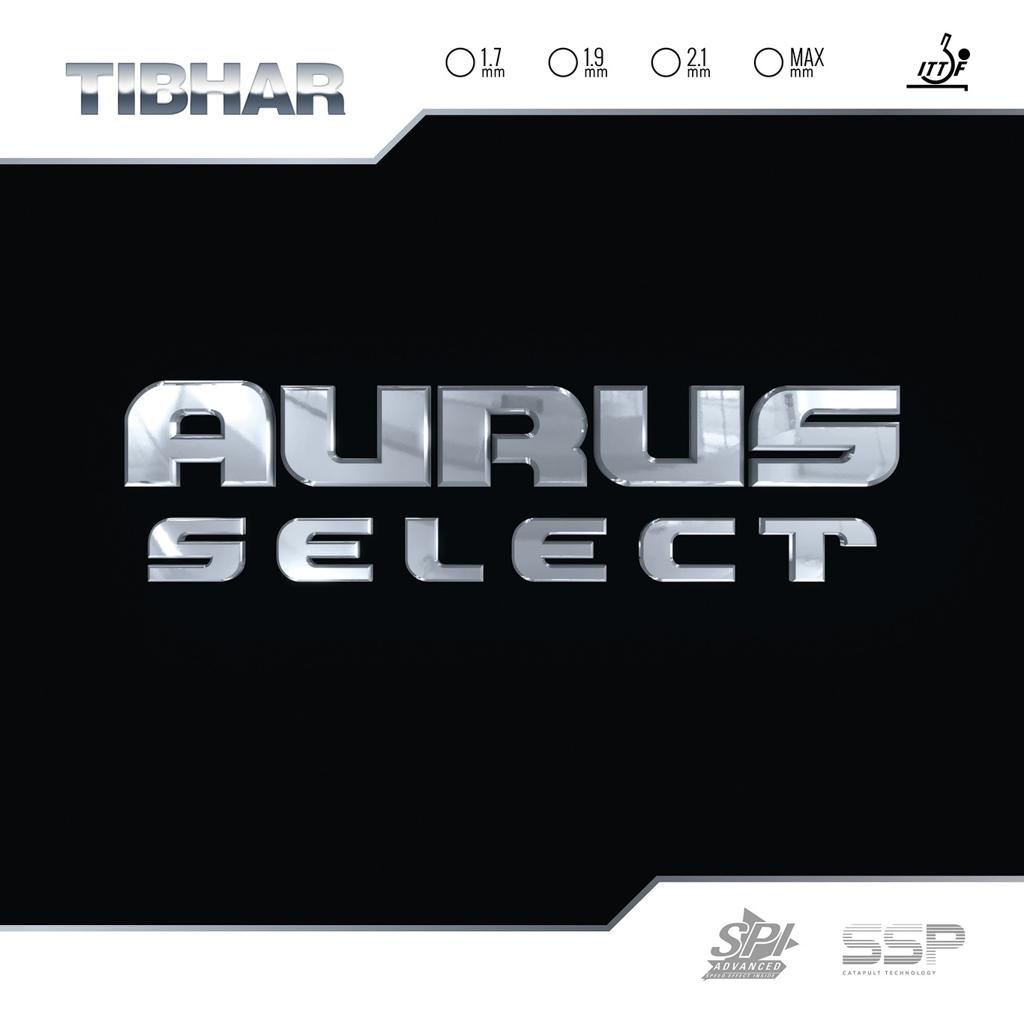 TIBHAR
1.7 mm
1.9 mm
2.1 mm
MAX mm
ITTF
AURUS
SELECT
SPI
ADVANCED
SPEED EFFECT INSIDE
SSP
CATAPULT TECHNOLOGY